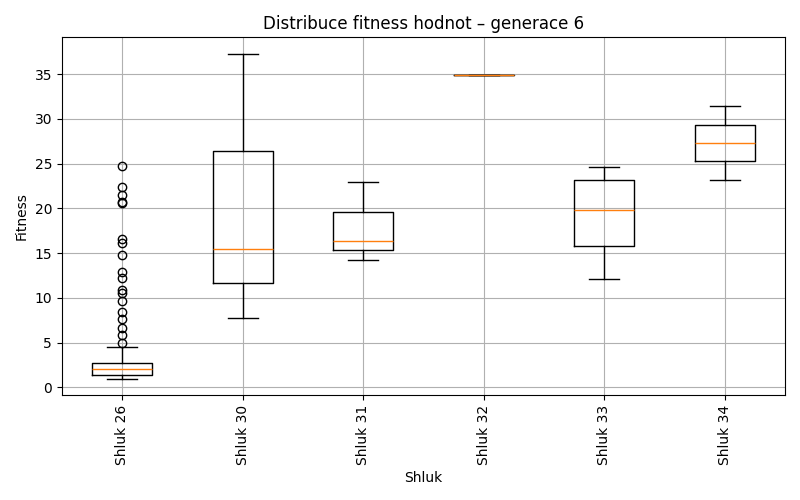 Distribuce fitness hodnot – generace 6
Fitness
35
30
25
20
15
10
5
0
Shluk 26
Shluk 30
Shluk 31
Shluk 32
Shluk 33
Shluk 34
Shluk